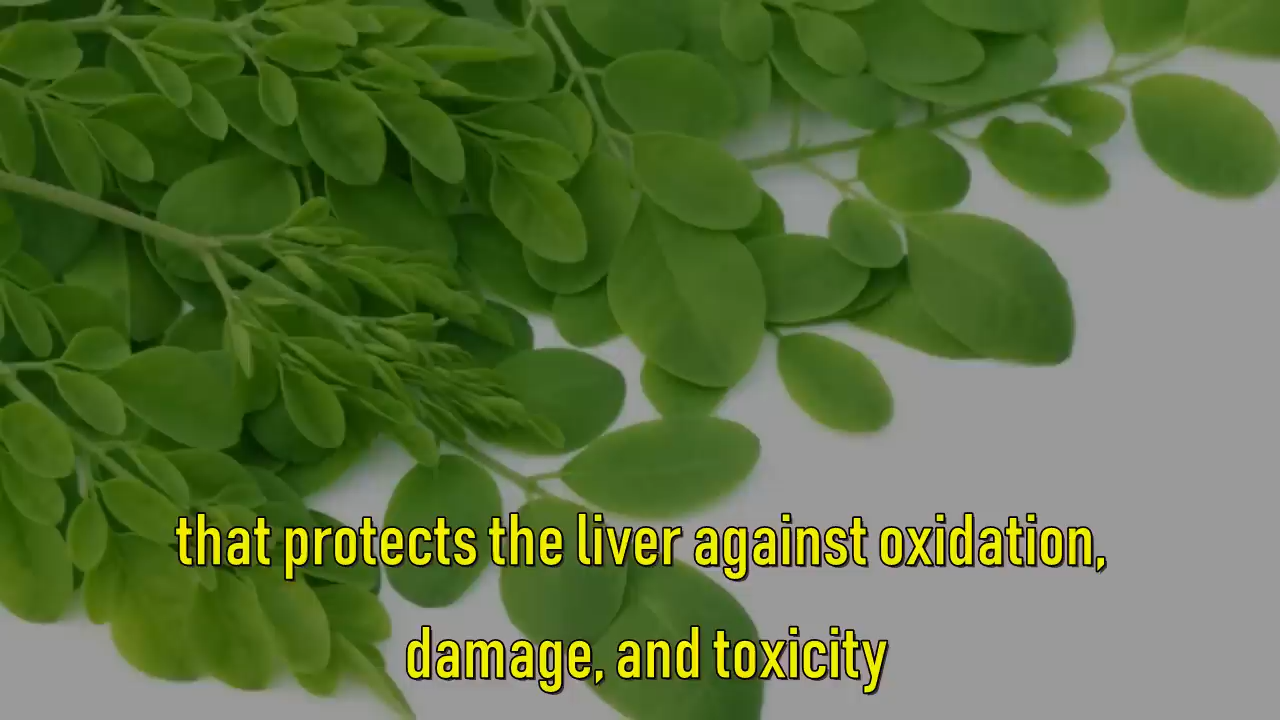 that protects the liver against oxidation,
damage, and toxicity